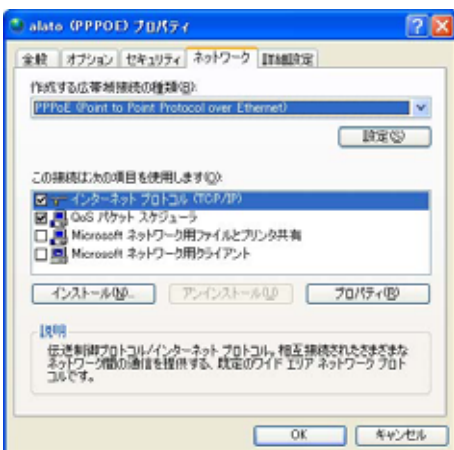 alato (PPPOE) プロパティ
全般 オプション セキュリティ ネットワーク 詳細設定
作成する広帯域接続の種類(E):
PPPoE (Point to Point Protocol over Ethernet)
設定(S)
この接続は次の項目を使用します(O):
インターネット プロトコル (TCP/IP)
QoS パケット スケジューラ
Microsoft ネットワーク用ファイルとプリンタ共有
Microsoft ネットワーク用クライアント
インストール(N)... アンインストール(U) プロパティ(R)
説明
伝送制御プロトコル/インターネット プロトコル。相互接続されたさまざまな
ネットワーク間の通信を提供する、既定のワイド エリア ネットワーク プロト
コルです。
OK キャンセル